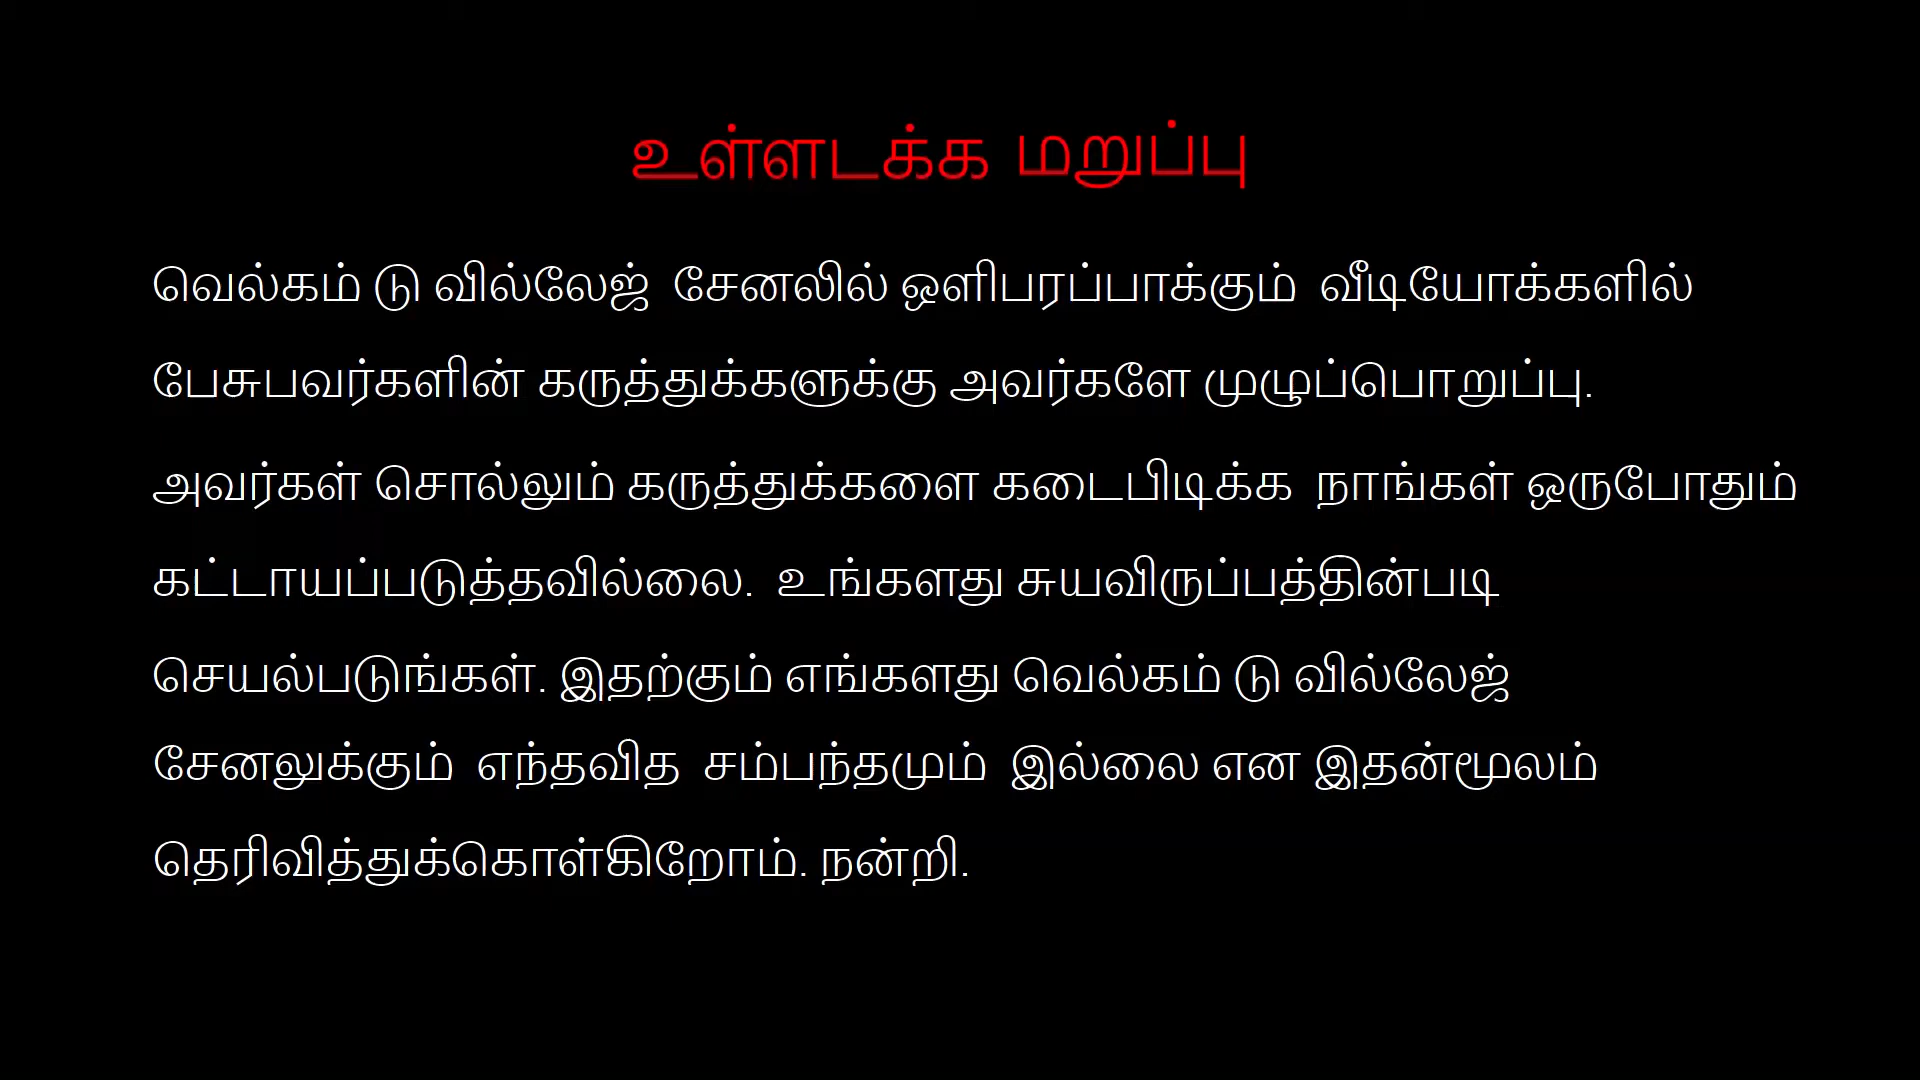 உள்ளடக்க மறுப்பு
வெல்கம் டு வில்லேஜ் சேனலில் ஒளிபரப்பாக்கும் வீடியோக்களில்
பேசுபவர்களின் கருத்துக்களுக்கு அவர்களே முழுப்பொறுப்பு.
அவர்கள் சொல்லும் கருத்துக்களை கடைபிடிக்க நாங்கள் ஒருபோதும்
கட்டாயப்படுத்தவில்லை. உங்களது சுயவிருப்பத்தின்படி
செயல்படுங்கள். இதற்கும் எங்களது வெல்கம் டு வில்லேஜ்
சேனலுக்கும் எந்தவித சம்பந்தமும் இல்லை என இதன்மூலம்
தெரிவித்துக்கொள்கிறோம். நன்றி.